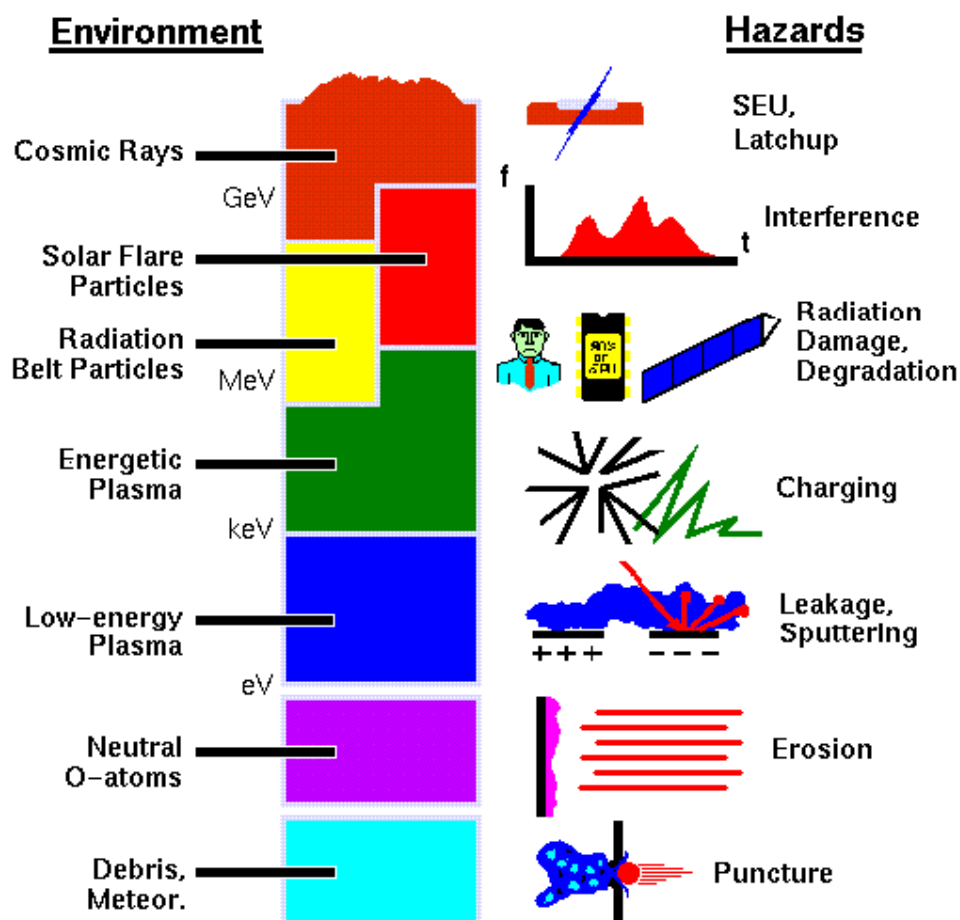 Environment
Hazards
Cosmic Rays
GeV
Solar Flare
Particles
Radiation
Belt Particles
MeV
Energetic
Plasma
keV
Low-energy
Plasma
eV
Neutral
O-atoms
Debris,
Meteor.
SEU,
Latchup
f
t
Interference
Radiation
Damage,
Degradation
Charging
+ + +
- - -
Leakage,
Sputtering
Erosion
Puncture